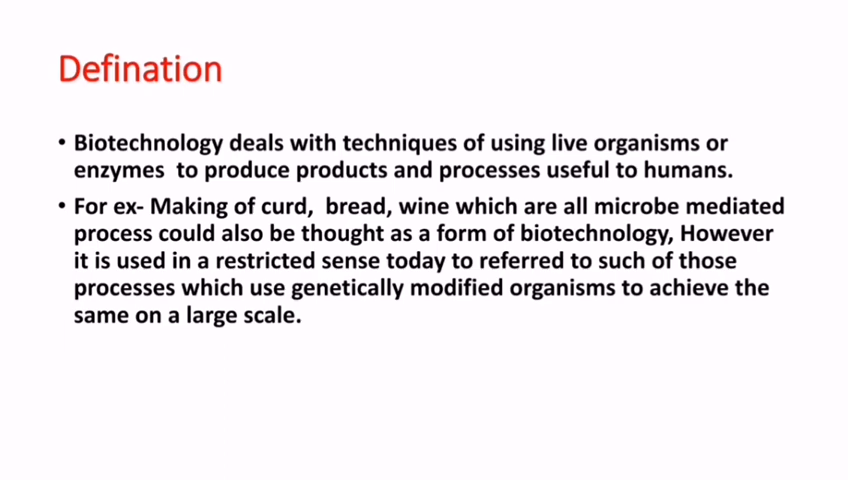 Defination
• Biotechnology deals with techniques of using live organisms or
enzymes to produce products and processes useful to humans.
• For ex- Making of curd, bread, wine which are all microbe mediated
process could also be thought as a form of biotechnology, However
it is used in a restricted sense today to referred to such of those
processes which use genetically modified organisms to achieve the
same on a large scale.